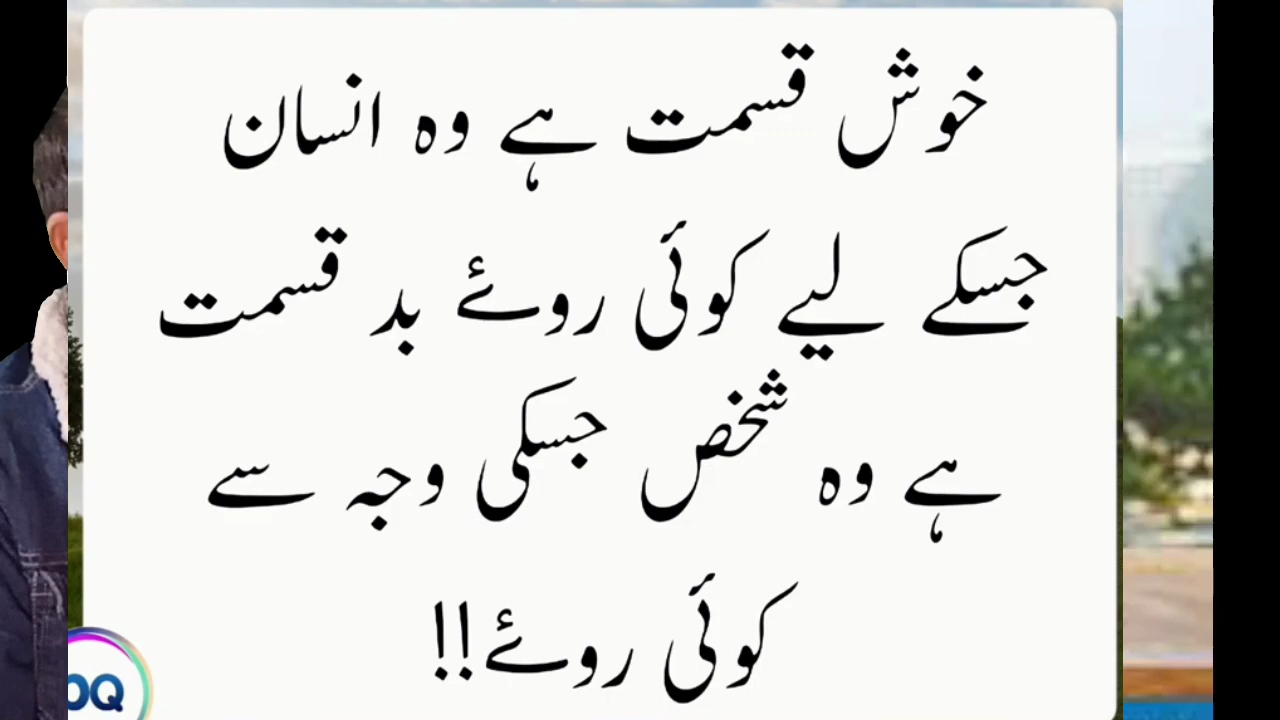 خوش قسمت ہے وہ انسان
جسکے لیے کوئی روئے بد قسمت
ہے وہ شخص جسکی وجہ سے
کوئی روئے!!